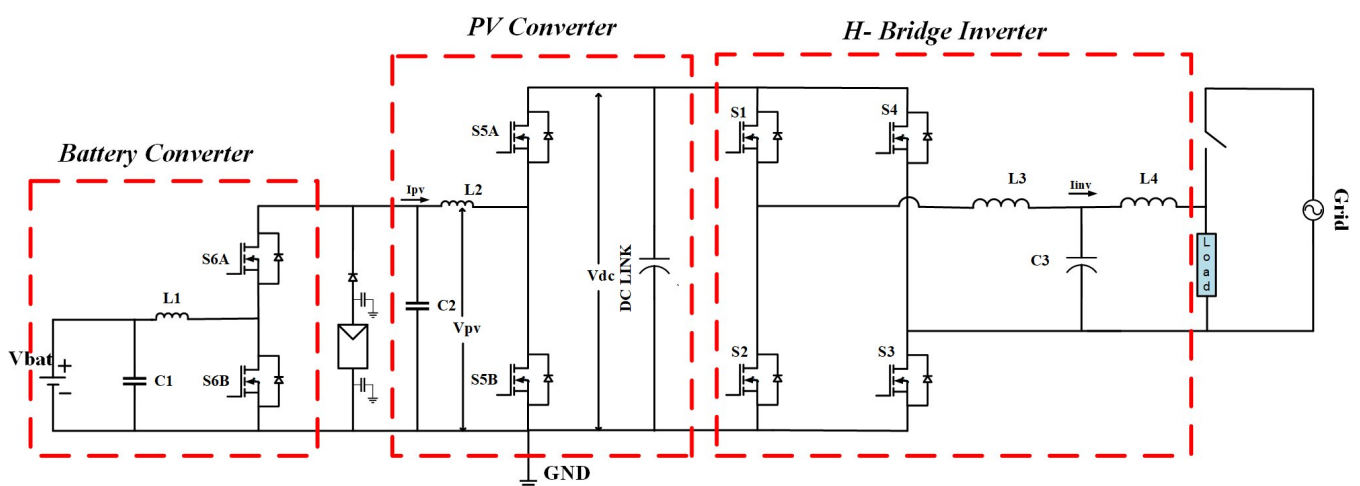 PV Converter
H- Bridge Inverter
Battery Converter
S5A
S1
S4
Ipv
L2
L3
Iinv
L4
Grid
S6A
Vdc
DC LINK
C3
Load
L1
C2
Vpv
Vbat
+
−
C1
S6B
S5B
S2
S3
GND